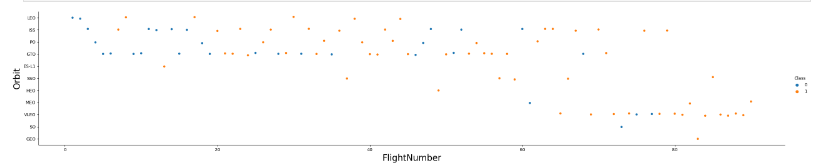 LEO
ISS
PO
GTO
ES-L1
SSO
HEO
MEO
VLEO
SO
GEO
Orbit
0
20
40
60
80
FlightNumber
Class
0
1